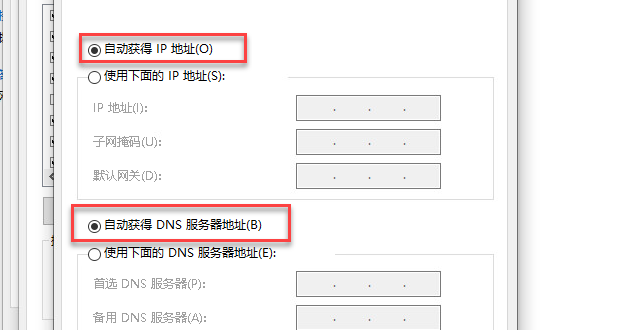 自动获得 IP 地址(O)
使用下面的 IP 地址(S):
IP 地址(I):
子网掩码(U):
默认网关(D):
自动获得 DNS 服务器地址(B)
使用下面的 DNS 服务器地址(E):
首选 DNS 服务器(P):
备用 DNS 服务器(A):